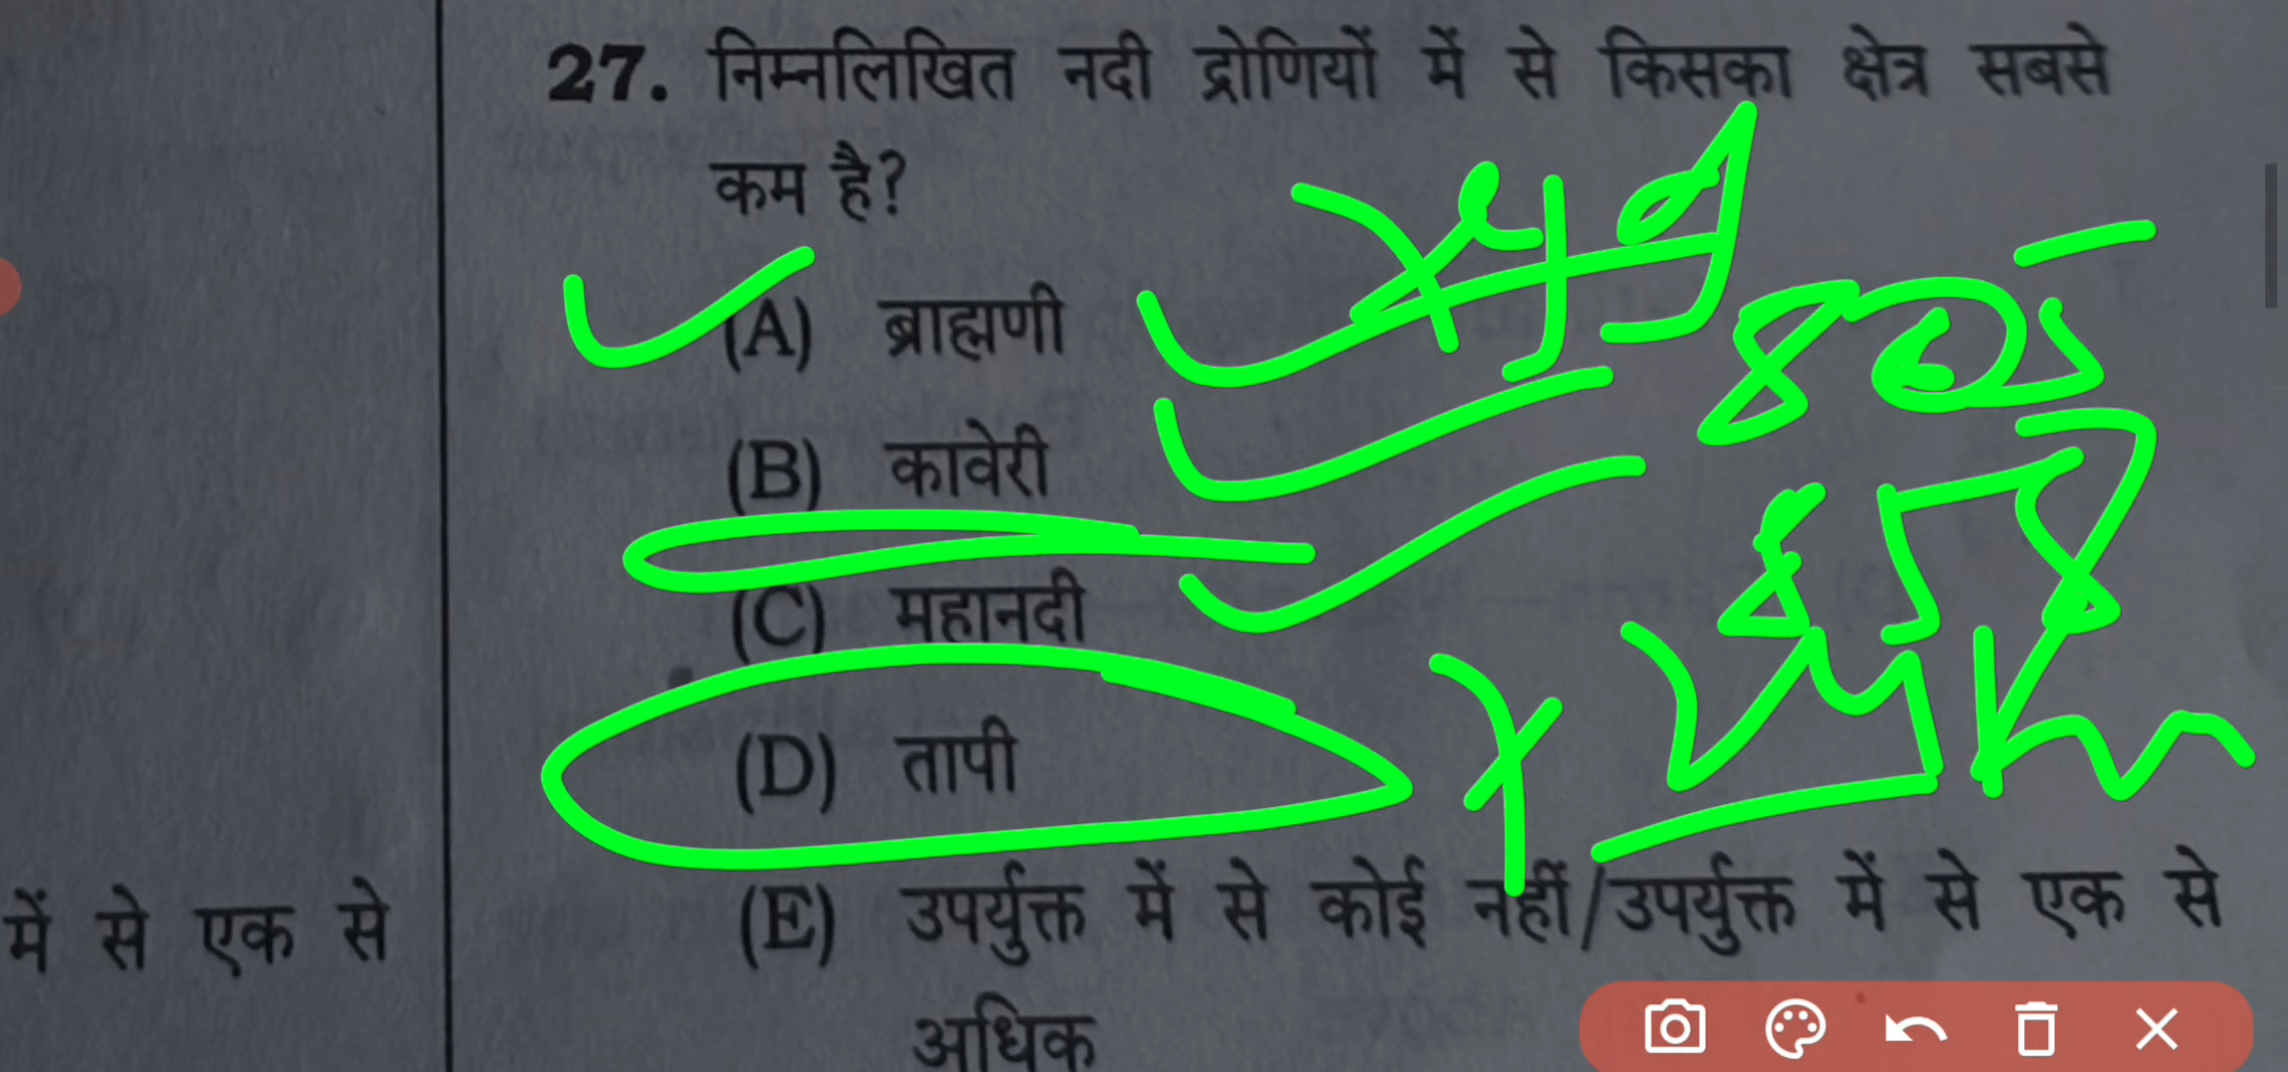 27. निम्नलिखित नदी द्रोणियों में से किसका क्षेत्र सबसे
कम है?
(A) ब्राह्मणी
(B) कावेरी
(C) महानदी
(D) तापी
(E) उपर्युक्त में से कोई नहीं/उपर्युक्त में से एक से
अधिक
में से एक से